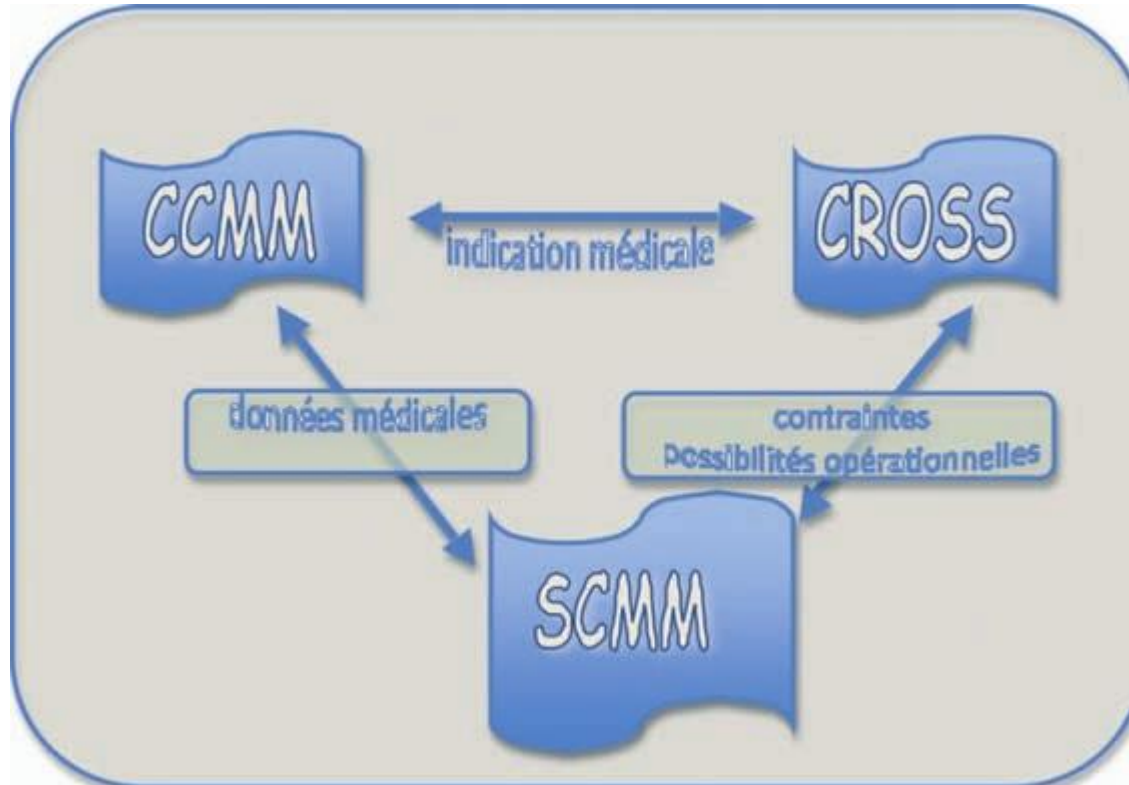 CCMM
CROSS
indication médicale
données médicales
contraintes
possibilités opérationnelles
SCMM